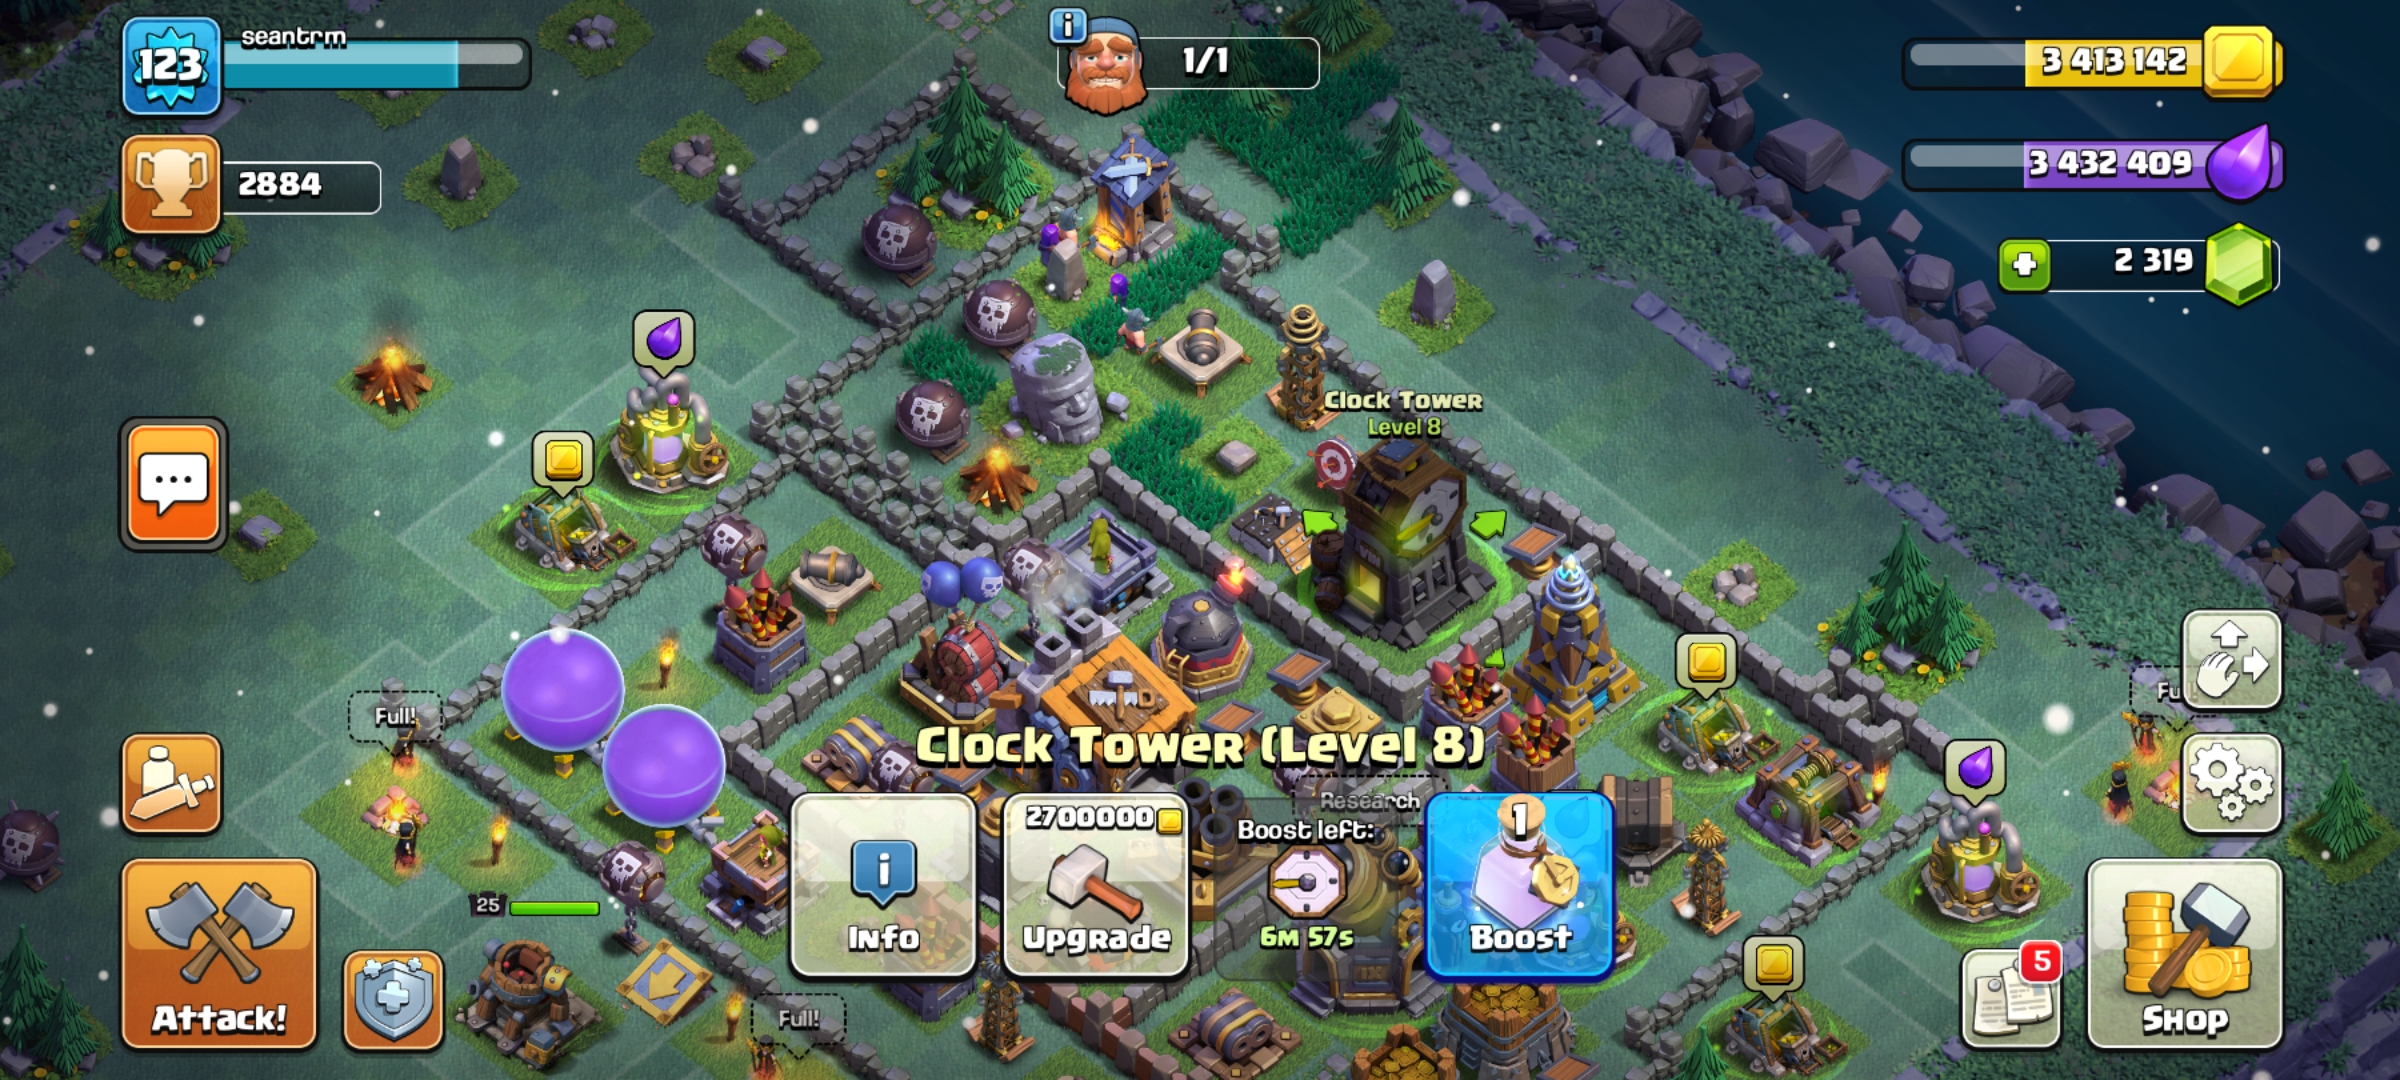 123
seantrm
1/1
3 413 142
2884
3 432 409
2 319
Clock Tower
Level 8
Full!
Clock Tower (Level 8)
Research
2700000
Boost left:
1
Info
Upgrade
6m 57s
Boost
25
Attack!
Full!
5
Shop